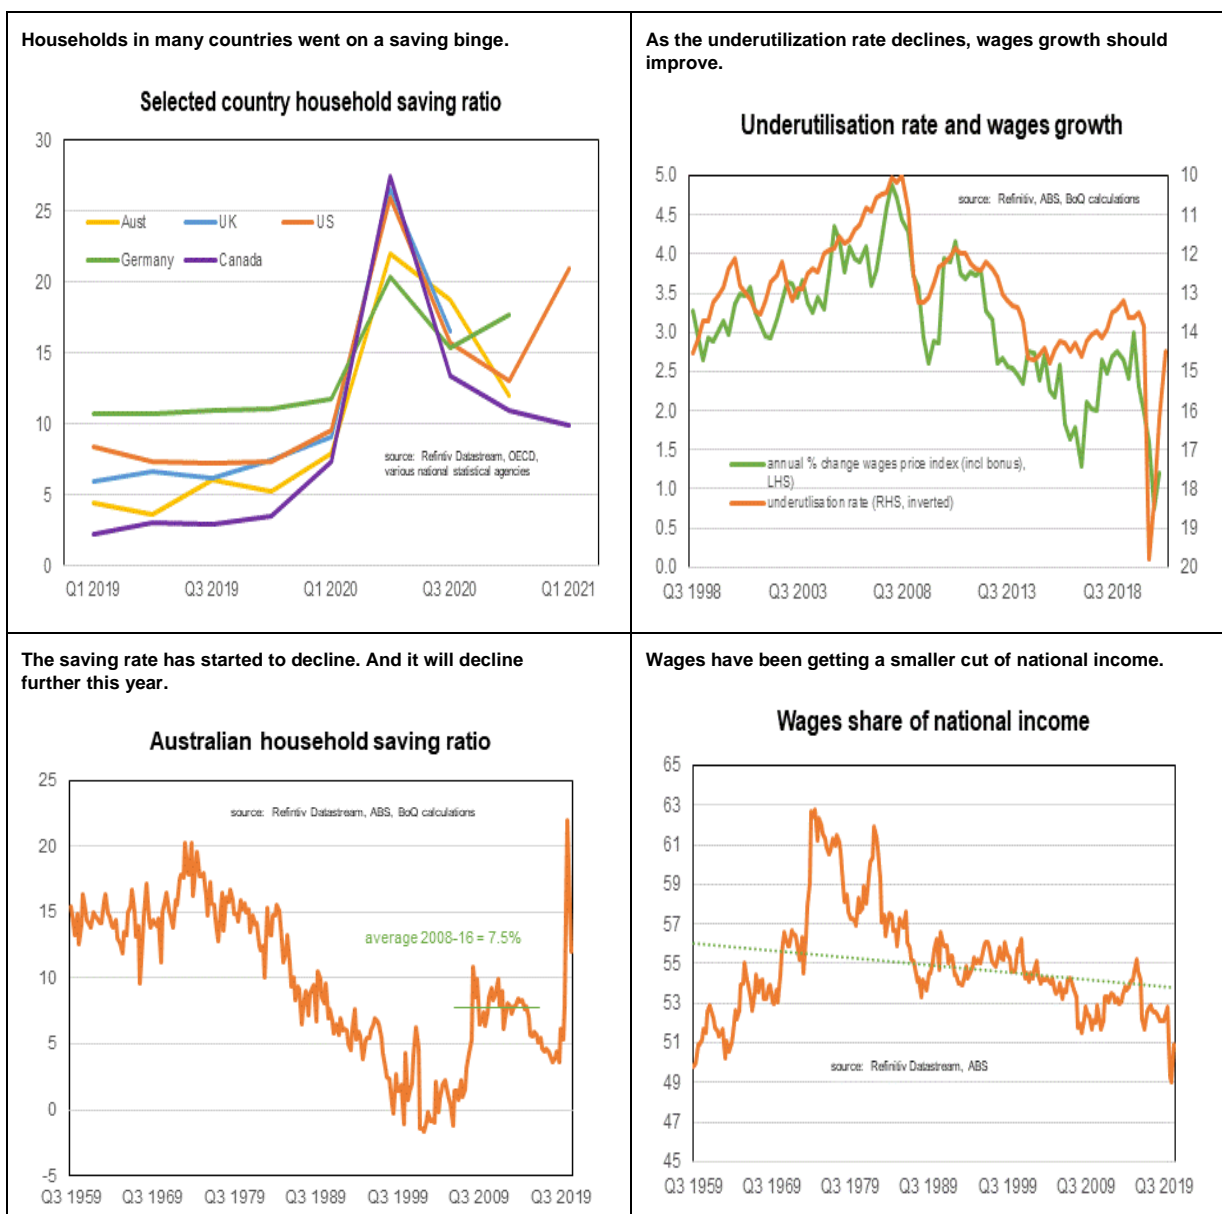 Households in many countries went on a saving binge.
Selected country household saving ratio
30
25
20
15
10
5
0
Aust
UK
US
Germany
Canada
source: Refintiv Datastream, OECD,
various national statistical agencies
Q1 2019
Q3 2019
Q1 2020
Q3 2020
Q1 2021
As the underutilization rate declines, wages growth should
improve.
Underutilisation rate and wages growth
5.0
4.5
4.0
3.5
3.0
2.5
2.0
1.5
1.0
0.5
0.0
10
11
12
13
14
15
16
17
18
19
20
source: Refinitiv, ABS, BoQ calculations
annual % change wages price index (incl bonus),
LHS)
underutlisation rate (RHS, inverted)
Q3 1998
Q3 2003
Q3 2008
Q3 2013
Q3 2018
The saving rate has started to decline. And it will decline
further this year.
Australian household saving ratio
25
20
15
10
5
0
-5
source: Refintiv Datastream, ABS, BoQ calculations
average 2008-16 = 7.5%
Q3 1959
Q3 1969
Q3 1979
Q3 1989
Q3 1999
Q3 2009
Q3 2019
Wages have been getting a smaller cut of national income.
Wages share of national income
65
63
61
59
57
55
53
51
49
47
45
source: Refinitiv Datastream, ABS
Q3 1959
Q3 1969
Q3 1979
Q3 1989
Q3 1999
Q3 2009
Q3 2019